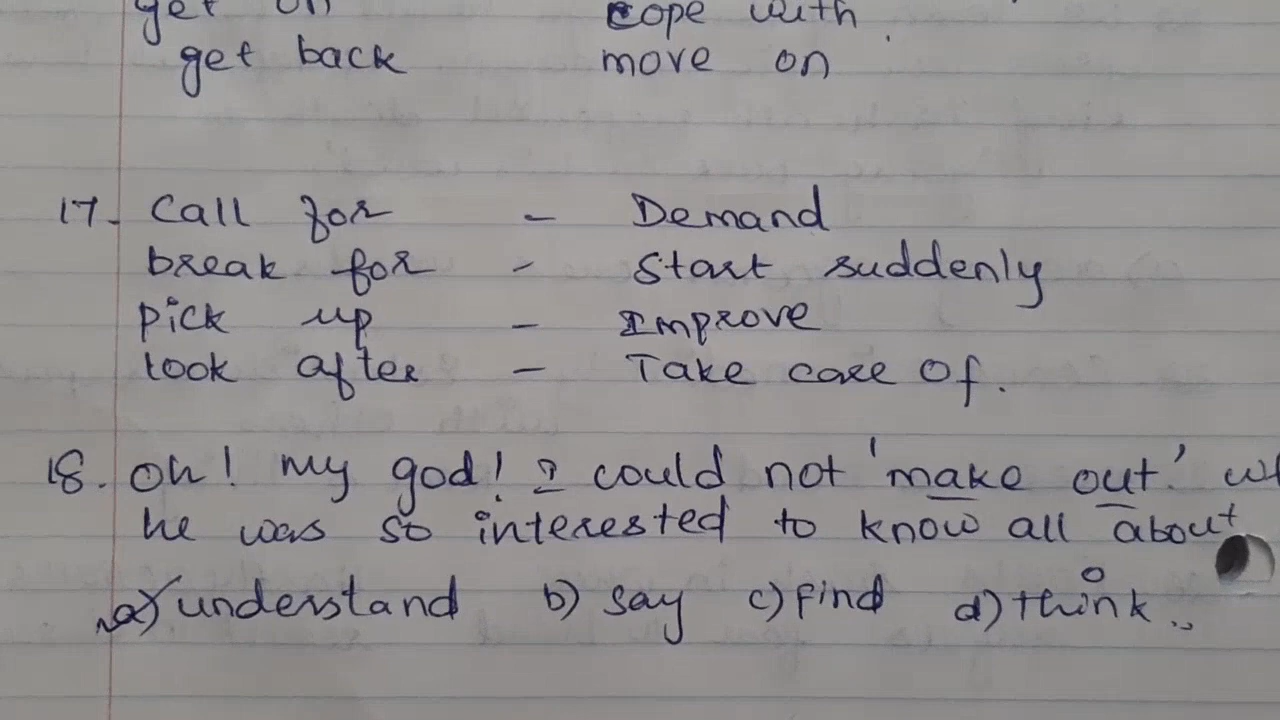 get on cope with
get back move on
17. Call for - Demand
break for - Start suddenly
Pick up - Improve
look after - Take care of.
18. Oh! my god! I could not 'make out'
he was so interested to know all about
a) understand b) say c) find d) think..